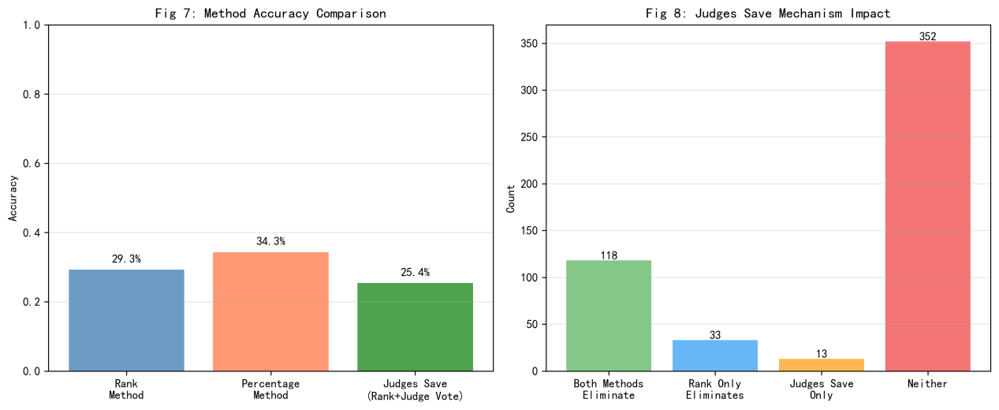 Fig 7: Method Accuracy Comparison
Accuracy
1.0
0.8
0.6
0.4
0.2
0.0
29.3%
34.3%
25.4%
Rank
Method
Percentage
Method
Judges Save
(Rank+Judge Vote)
Fig 8: Judges Save Mechanism Impact
Count
350
300
250
200
150
100
50
0
118
33
13
352
Both Methods
Eliminate
Rank Only
Eliminates
Judges Save
Only
Neither